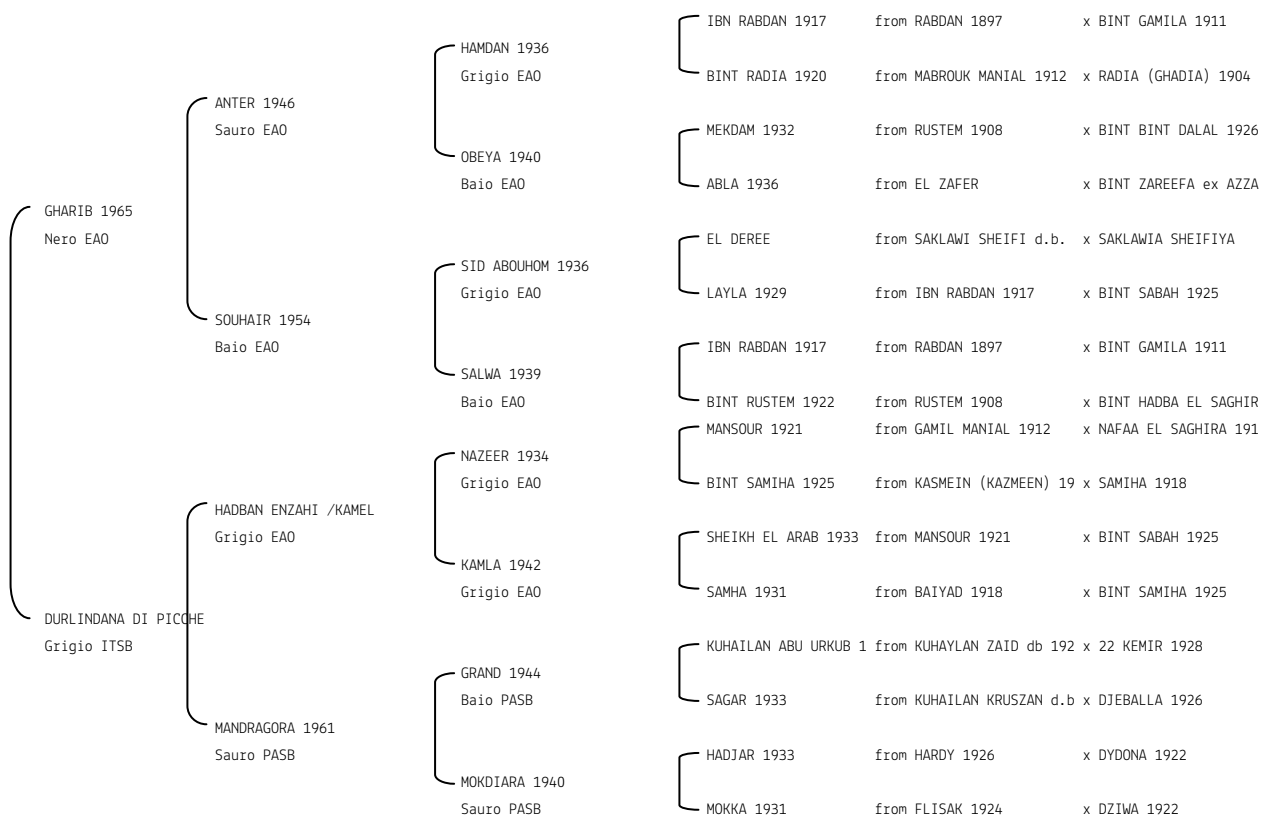 IBN RABDAN 1917 from RABDAN 1897 x BINT GAMILA 1911
HAMDAN 1936
Grigio EAO BINT RADIA 1920 from MABROUK MANIAL 1912 x RADIA (GHADIA) 1904
ANTER 1946
Sauro EAO MEKDAM 1932 from RUSTEM 1908 x BINT BINT DALAL 1926
OBEYA 1940
Baio EAO ABLA 1936 from EL ZAFER x BINT ZAREEFA ex AZZA
GHARIB 1965
Nero EAO EL DEREE from SAKLAWI SHEIFI d.b. x SAKLAWIA SHEIFIYA
SID ABOUHOM 1936
Grigio EAO LAYLA 1929 from IBN RABDAN 1917 x BINT SABAH 1925
SOUHAIR 1954
Baio EAO IBN RABDAN 1917 from RABDAN 1897 x BINT GAMILA 1911
SALWA 1939
Baio EAO BINT RUSTEM 1922 from RUSTEM 1908 x BINT HADBA EL SAGHIR
MANSOUR 1921 from GAMIL MANIAL 1912 x NAFAA EL SAGHIRA 191
NAZEER 1934
Grigio EAO BINT SAMIHA 1925 from KASMEIN (KAZMEEN) 19 x SAMIHA 1918
HADBAN ENZAHI /KAMEL
Grigio EAO SHEIKH EL ARAB 1933 from MANSOUR 1921 x BINT SABAH 1925
KAMLA 1942
Grigio EAO SAMHA 1931 from BAIYAD 1918 x BINT SAMIHA 1925
DURLINDANA DI PICCHE
Grigio ITSB KUHAILAN ABU URKUB 1 from KUHAYLAN ZAID db 192 x 22 KEMIR 1928
GRAND 1944
Baio PASB SAGAR 1933 from KUHAILAN KRUSZAN d.b x DJEBALLA 1926
MANDRAGORA 1961
Sauro PASB HADJAR 1933 from HARDY 1926 x DYDONA 1922
MOKDIARA 1940
Sauro PASB MOKKA 1931 from FLISAK 1924 x DZIWA 1922